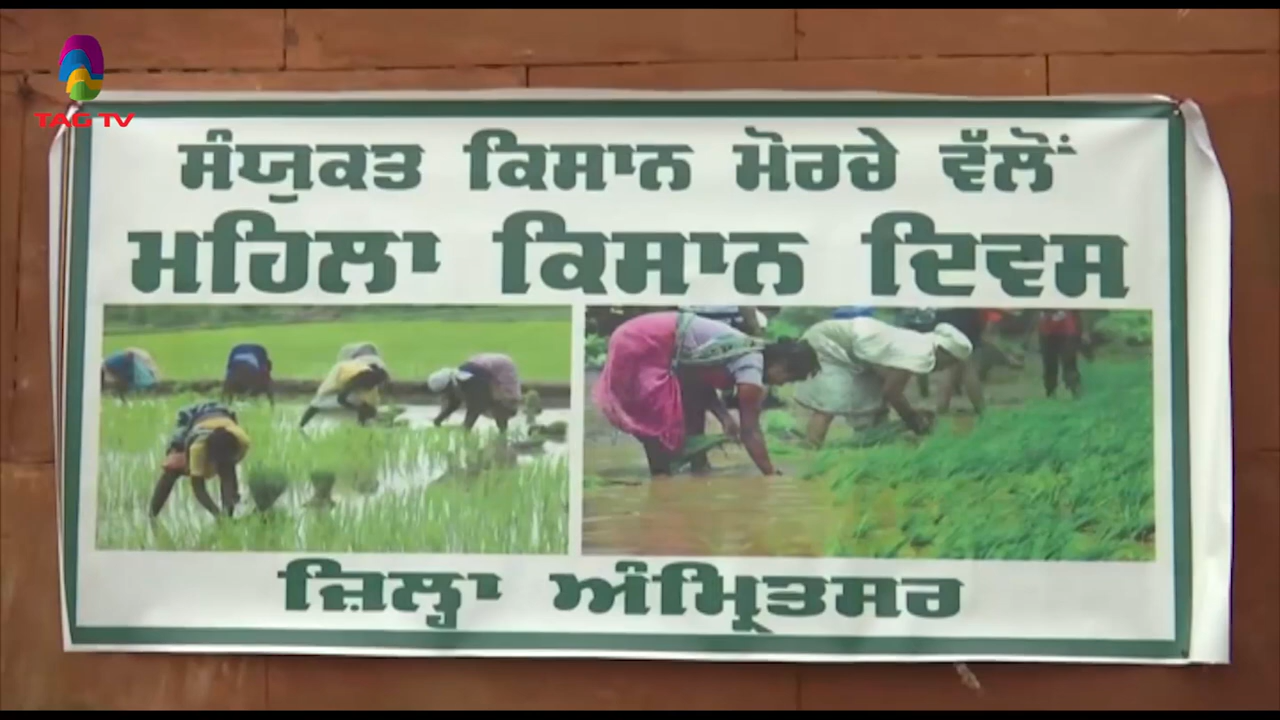 TAG TV
ਸੰਯੁਕਤ ਕਿਸਾਨ ਮੋਰਚੇ ਵੱਲੋਂ
ਮਹਿਲਾ ਕਿਸਾਨ ਦਿਵਸ
ਜ਼ਿਲ੍ਹਾ ਅੰਮ੍ਰਿਤਸਰ